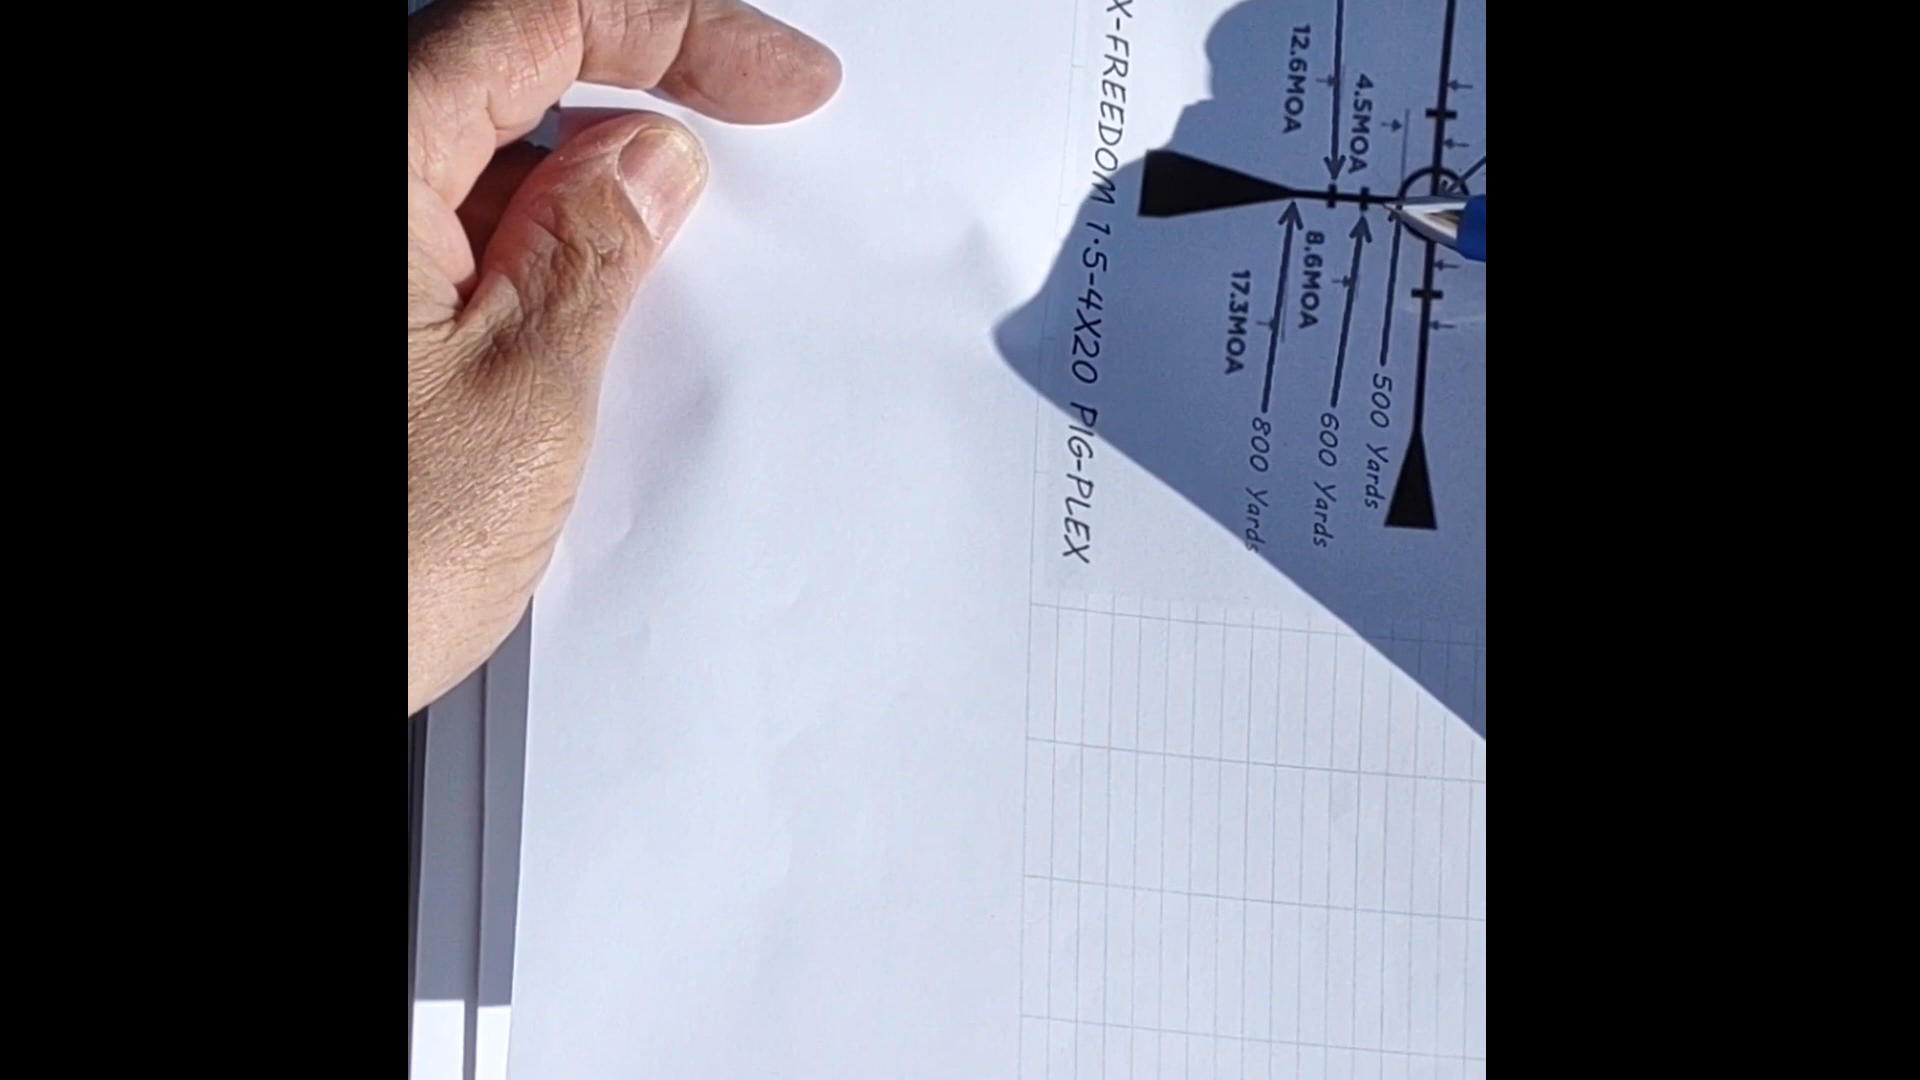 500 Yards
4.5MOA
600 Yards
8.6MOA
12.6MOA
800 Yards
17.3MOA
X-FREEDOM 1.5-4X20 PIG-PLEX